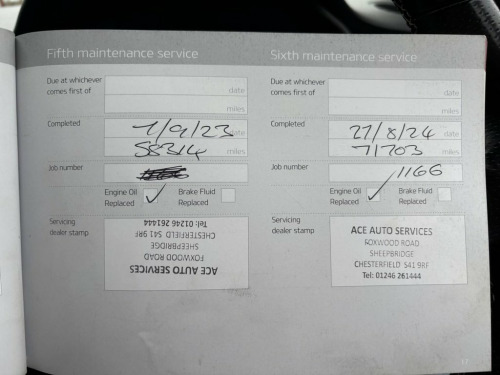 Fifth maintenance service
Due at whichever
comes first of
date
miles
Completed
1/9/23 date
58314 miles
Job number
Engine Oil
Replaced
Brake Fluid
Replaced
Servicing
dealer stamp
ACE AUTO SERVICES
FOXWOOD ROAD
SHEEPBRIDGE
CHESTERFIELD S41 9RF
Tel: 01246 261444
Sixth maintenance service
Due at whichever
comes first of
date
miles
Completed
27/8/24 date
71703 miles
Job number
1166
Engine Oil
Replaced
Brake Fluid
Replaced
Servicing
dealer stamp
ACE AUTO SERVICES
FOXWOOD ROAD
SHEEPBRIDGE
CHESTERFIELD S41 9RF
Tel: 01246 261444